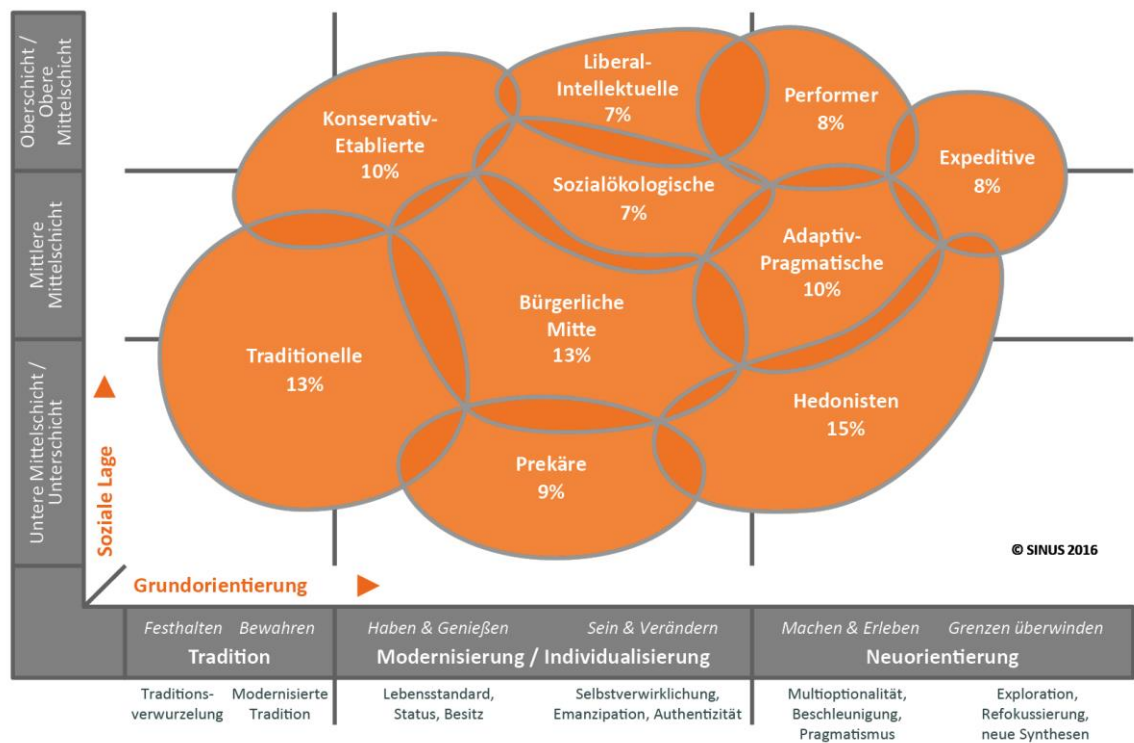 Oberschicht /
Obere
Mittelschicht
Mittlere
Mittelschicht
Untere Mittelschicht /
Unterschicht
Soziale Lage
Liberal-
Intellektuelle
7%
Performer
8%
Konservativ-
Etablierte
10%
Expeditive
8%
Sozialökologische
7%
Adaptiv-
Pragmatische
10%
Bürgerliche
Mitte
13%
Traditionelle
13%
Hedonisten
15%
Prekäre
9%
© SINUS 2016
Grundorientierung
Festhalten Bewahren
Tradition
Haben & Genießen Sein & Verändern
Modernisierung / Individualisierung
Machen & Erleben Grenzen überwinden
Neuorientierung
Traditions-
verwurzelung
Modernisierte
Tradition
Lebensstandard,
Status, Besitz
Selbstverwirklichung,
Emanzipation, Authentizität
Multioptionalität,
Beschleunigung,
Pragmatismus
Exploration,
Refokussierung,
neue Synthesen